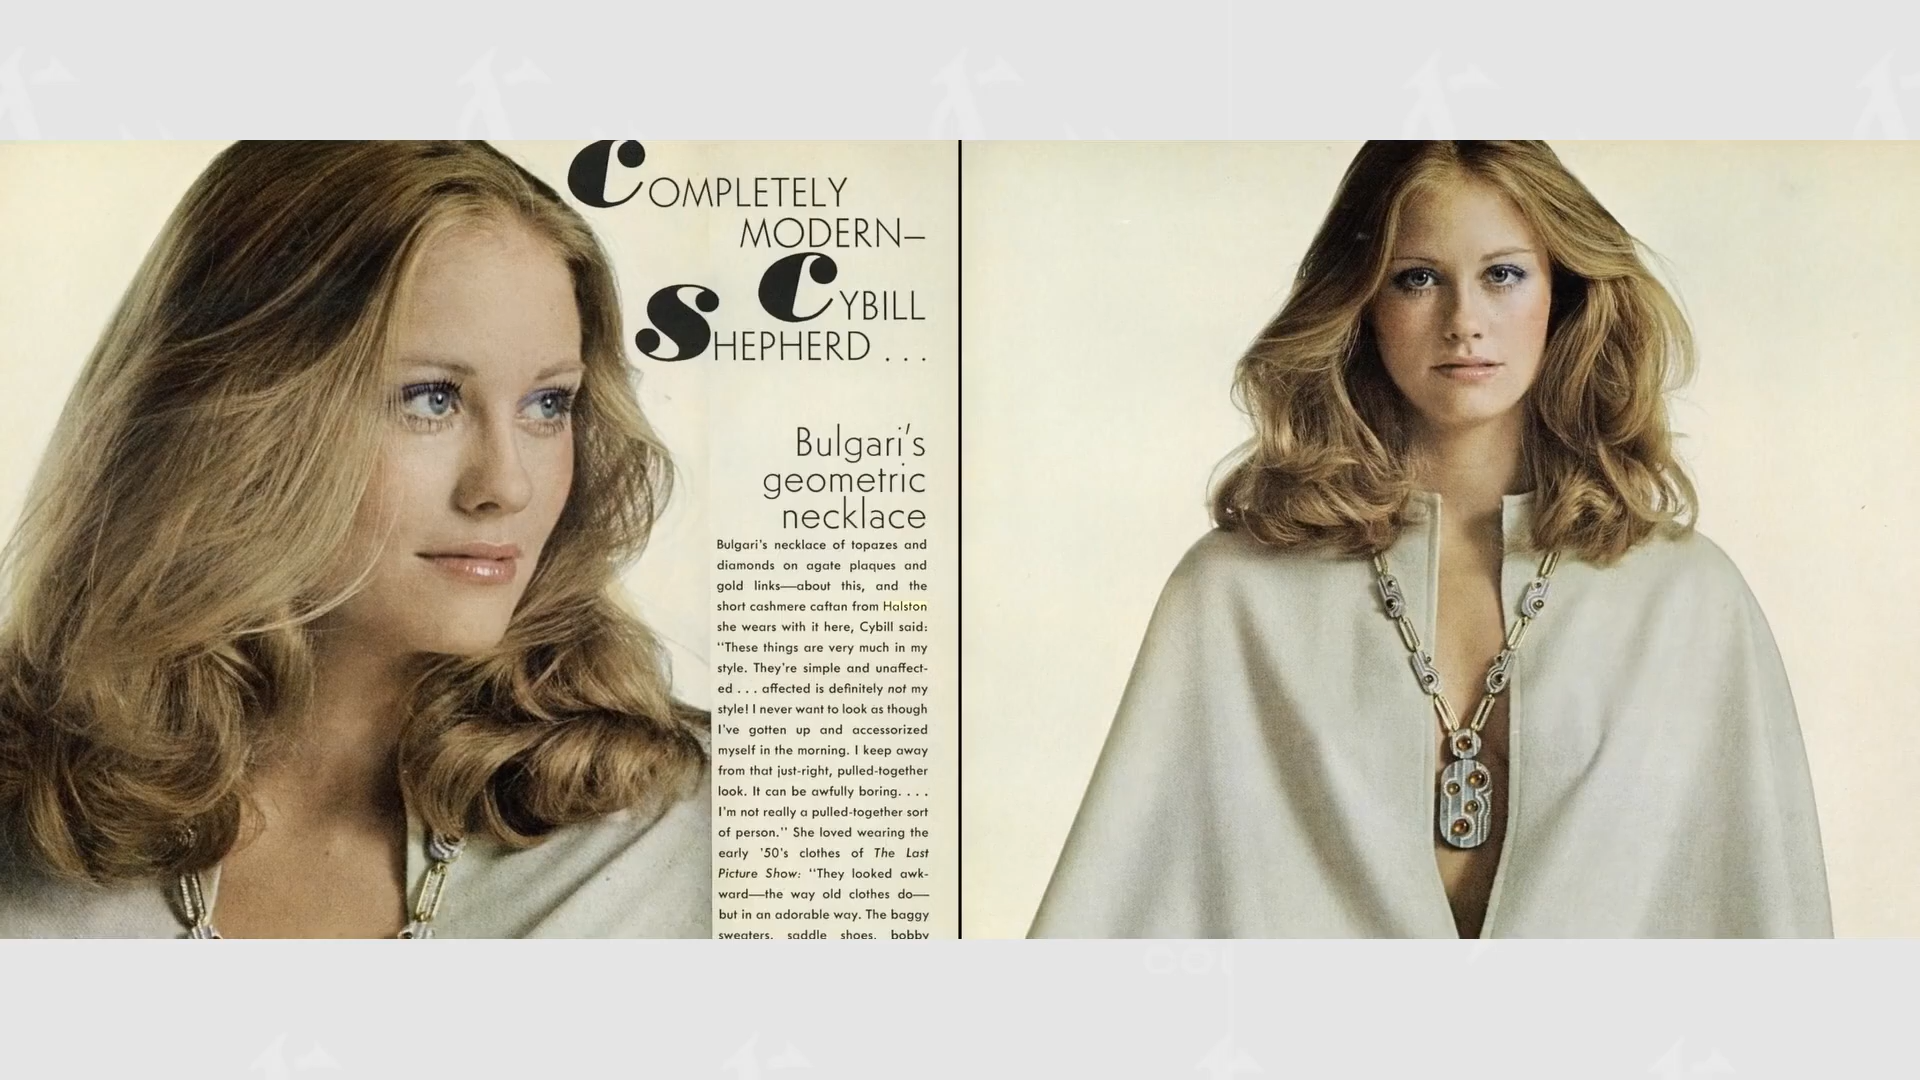 COMPLETELY
MODERN—
CYBILL
SHEPHERD . . .
Bulgari's
geometric
necklace
Bulgari's necklace of topazes and
diamonds on agate plaques and
gold links—about this, and the
short cashmere caftan from Halston
she wears with it here, Cybill said:
"These things are very much in my
style. They're simple and unaffect-
ed . . . affected is definitely not my
style! I never want to look as though
I've gotten up and accessorized
myself in the morning. I keep away
from that just-right, pulled-together
look. It can be awfully boring. . . .
I'm not really a pulled-together sort
of person." She loved wearing the
early '50's clothes of The Last
Picture Show: "They looked awk-
ward—the way old clothes do—
but in an adorable way. The baggy
sweaters, saddle shoes, bobby